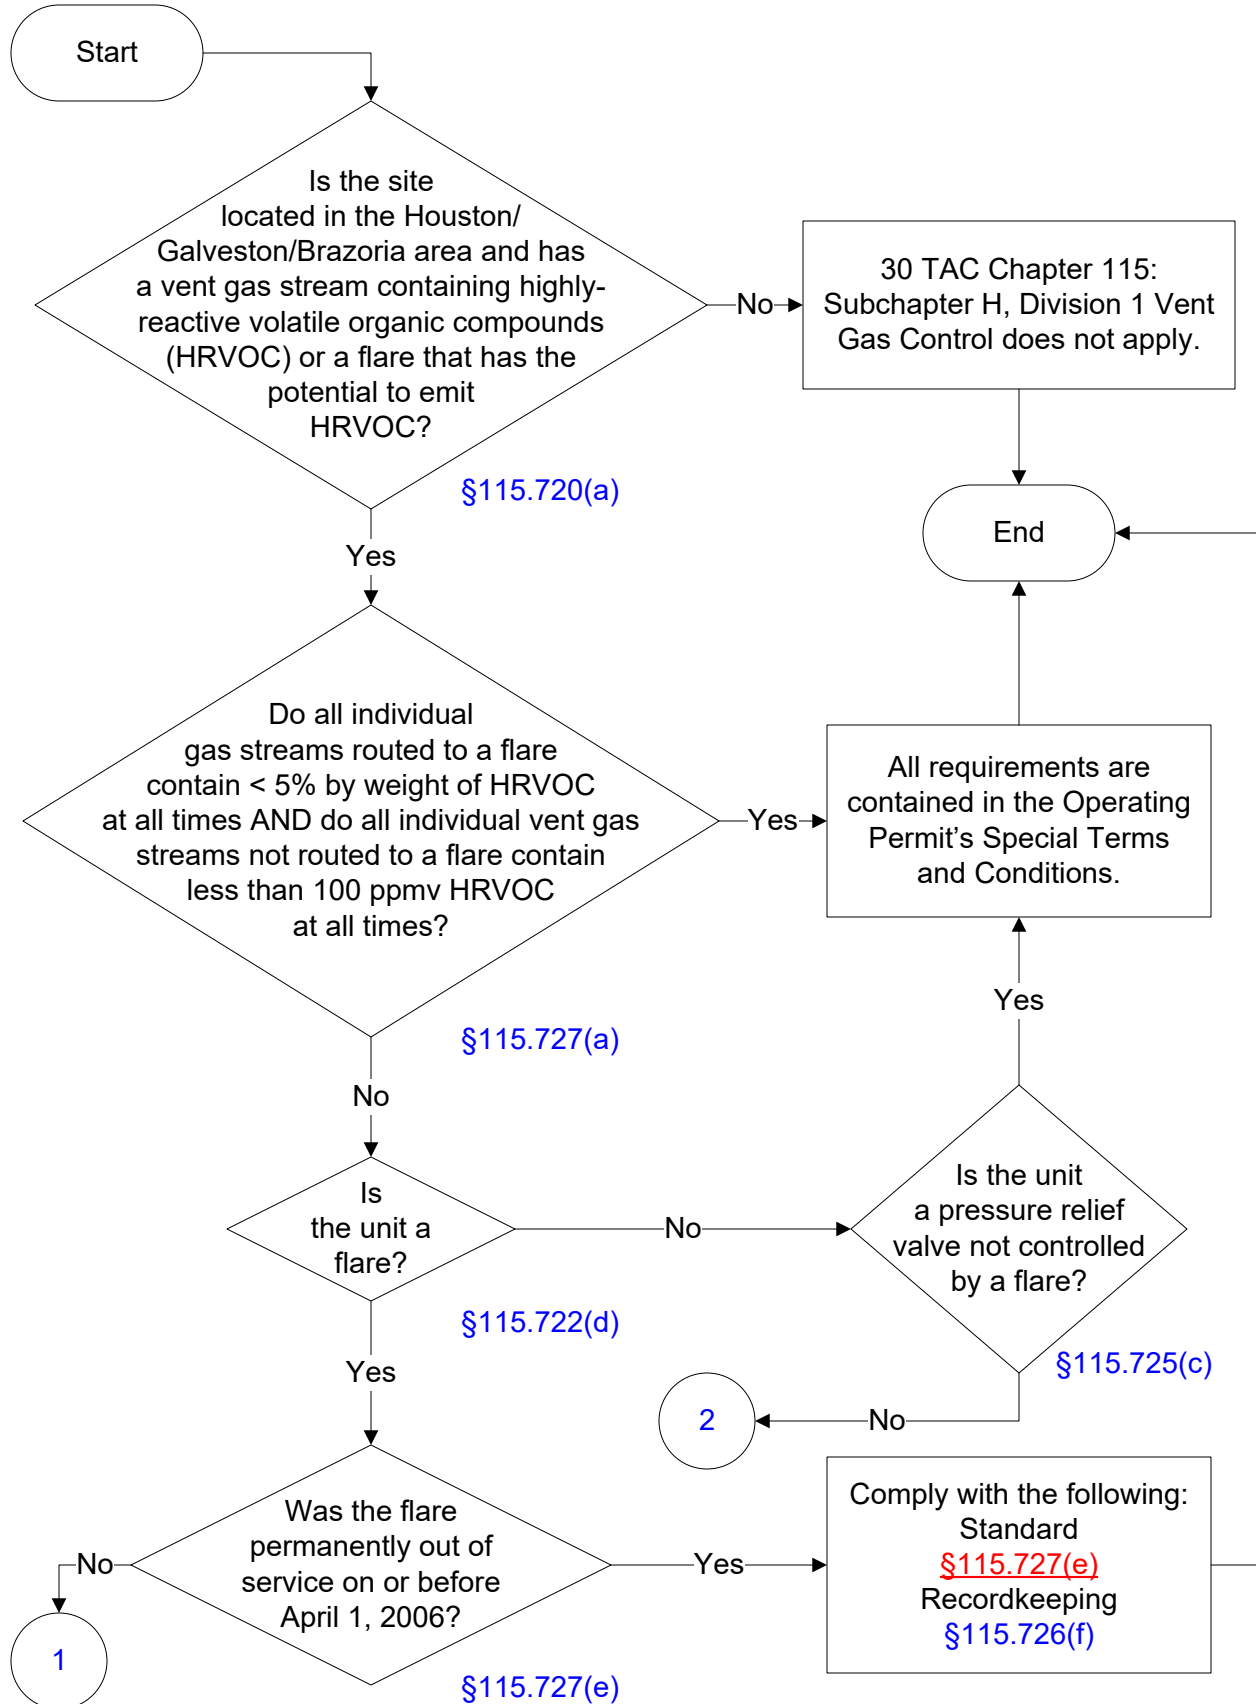 Start
Is the site
located in the Houston/
Galveston/Brazoria area and has
a vent gas stream containing highly-
reactive volatile organic compounds
(HRVOC) or a flare that has the
potential to emit
HRVOC?
No
30 TAC Chapter 115:
Subchapter H, Division 1 Vent
Gas Control does not apply.
§115.720(a)
End
Yes
Do all individual
gas streams routed to a flare
contain < 5% by weight of HRVOC
at all times AND do all individual vent gas
streams not routed to a flare contain
less than 100 ppmv HRVOC
at all times?
Yes
All requirements are
contained in the Operating
Permit’s Special Terms
and Conditions.
Yes
§115.727(a)
No
Is
the unit a
flare?
No
Is the unit
a pressure relief
valve not controlled
by a flare?
§115.722(d)
§115.725(c)
Yes
2
No
Was the flare
permanently out of
service on or before
April 1, 2006?
No
Yes
Comply with the following:
Standard
§115.727(e)
Recordkeeping
§115.726(f)
1
§115.727(e)